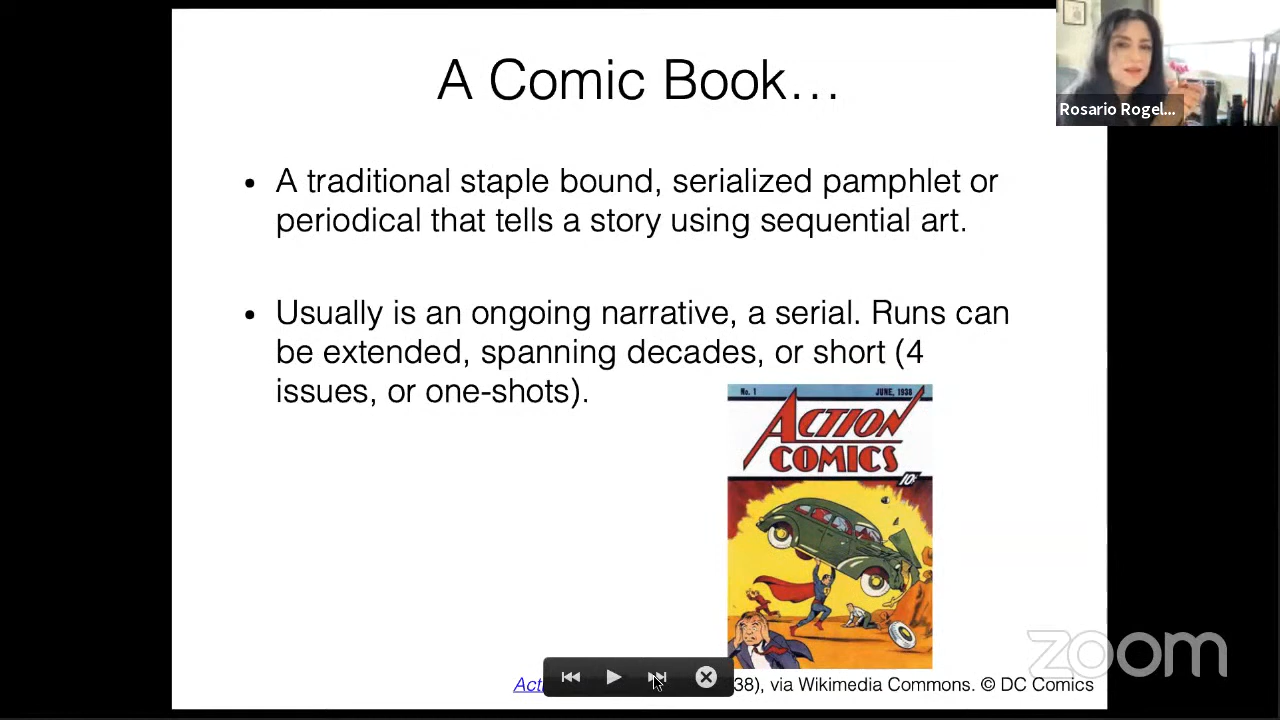 A Comic Book…
Rosario Rogel...
• A traditional staple bound, serialized pamphlet or
periodical that tells a story using sequential art.
• Usually is an ongoing narrative, a serial. Runs can
be extended, spanning decades, or short (4
issues, or one-shots).
No. 1 JUNE, 1938
ACTION
COMICS
10¢
38), via Wikimedia Commons. © DC Comics
zoom